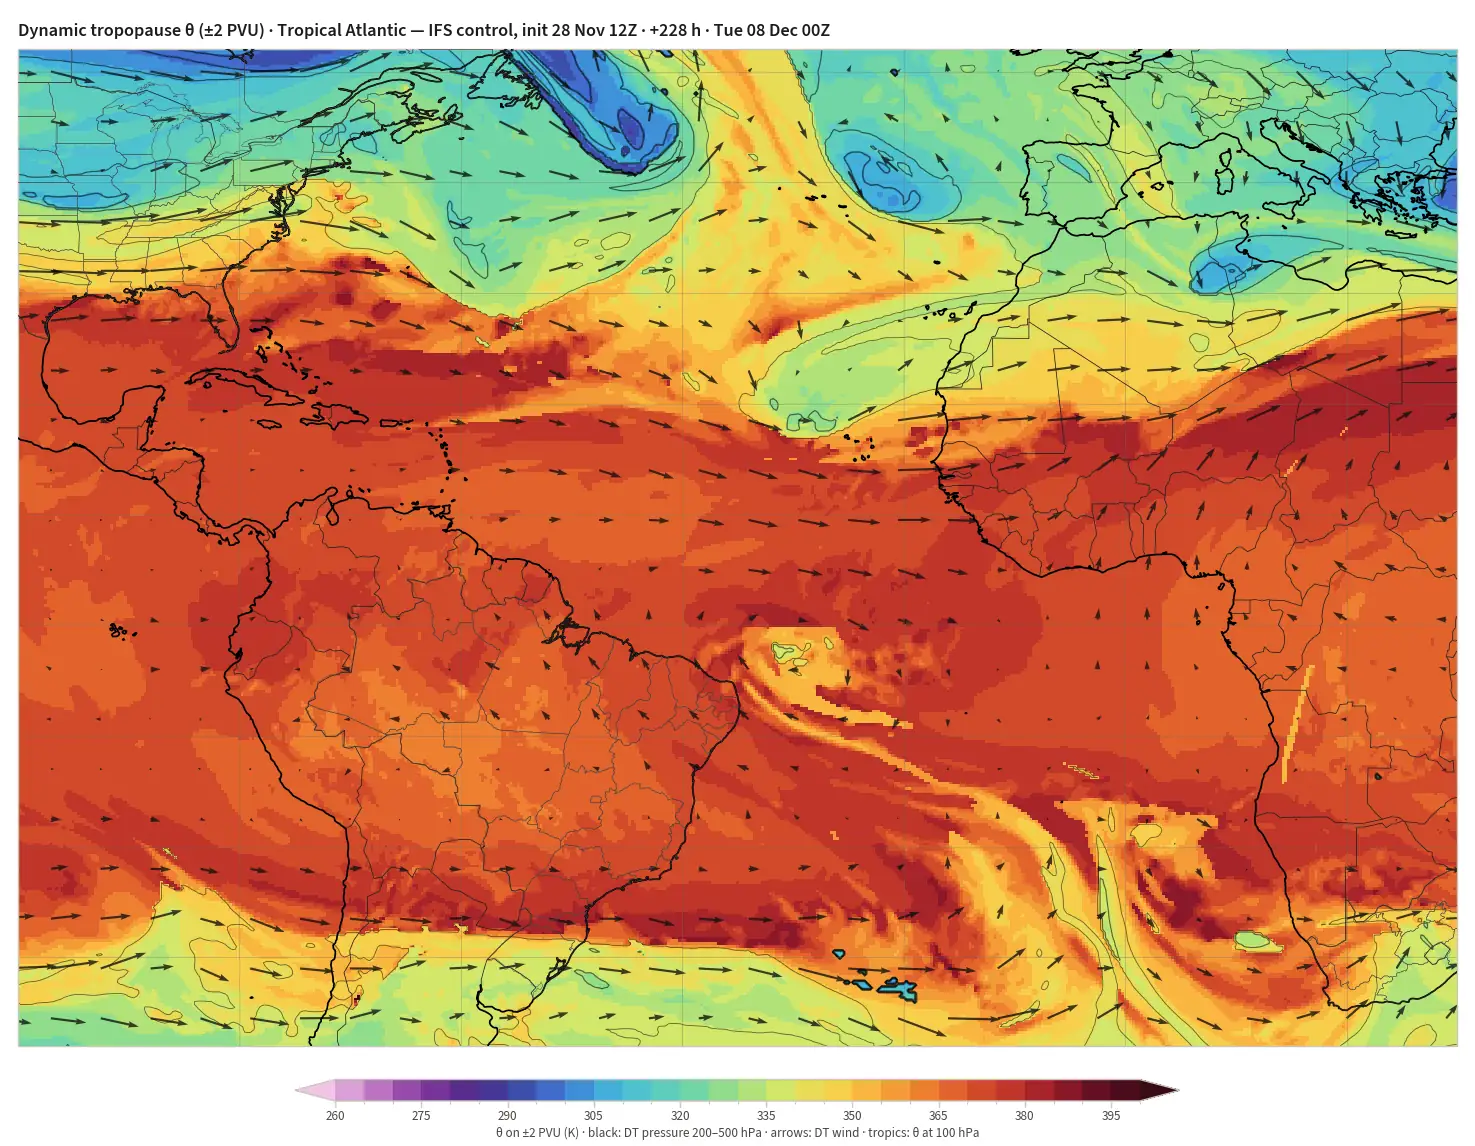 Dynamic tropopause θ (±2 PVU) · Tropical Atlantic — IFS control, init 28 Nov 12Z · +228 h · Tue 08 Dec 00Z
260 275 290 305 320 335 350 365 380 395
θ on ±2 PVU (K) · black: DT pressure 200–500 hPa · arrows: DT wind · tropics: θ at 100 hPa